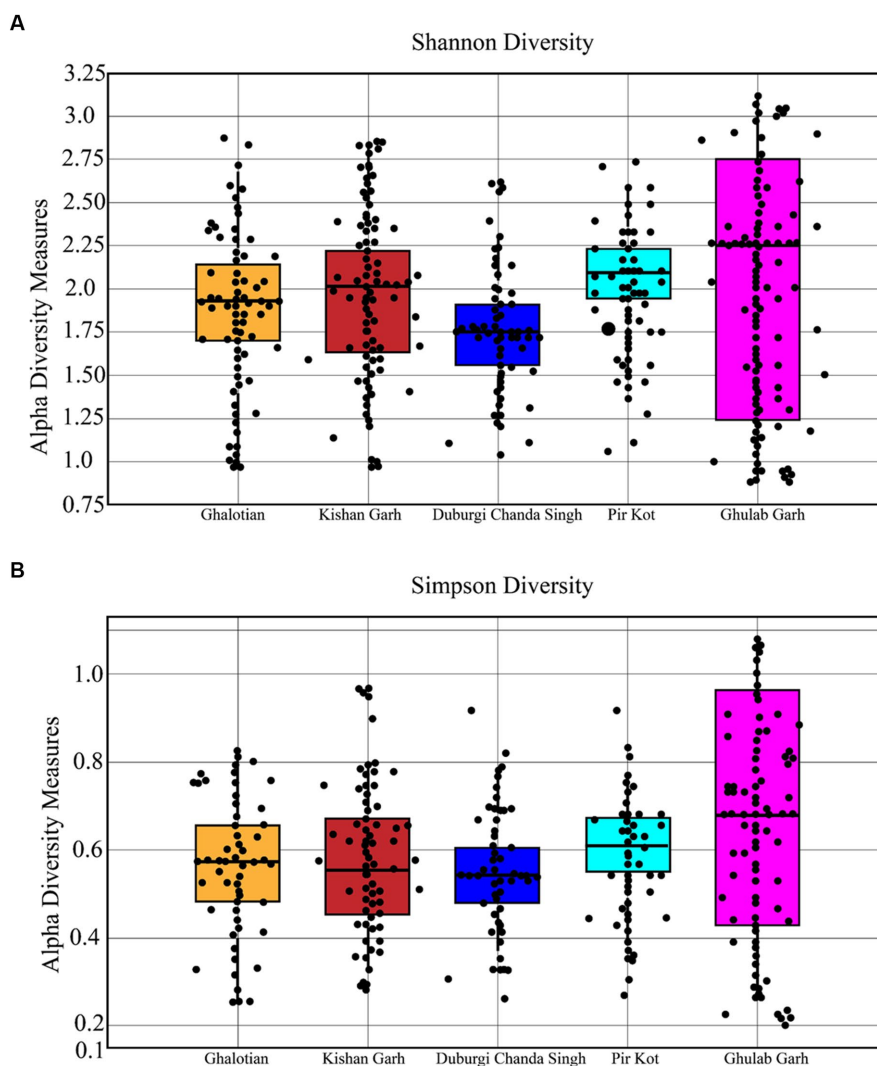 A
Shannon Diversity
Alpha Diversity Measures
3.25
3.0
2.75
2.50
2.25
2.0
1.75
1.50
1.25
1.0
0.75
Ghalotian Kishan Garh Duburgi Chanda Singh Pir Kot Ghulab Garh
B
Simpson Diversity
Alpha Diversity Measures
1.0
0.8
0.6
0.4
0.2
0.1
Ghalotian Kishan Garh Duburgi Chanda Singh Pir Kot Ghulab Garh